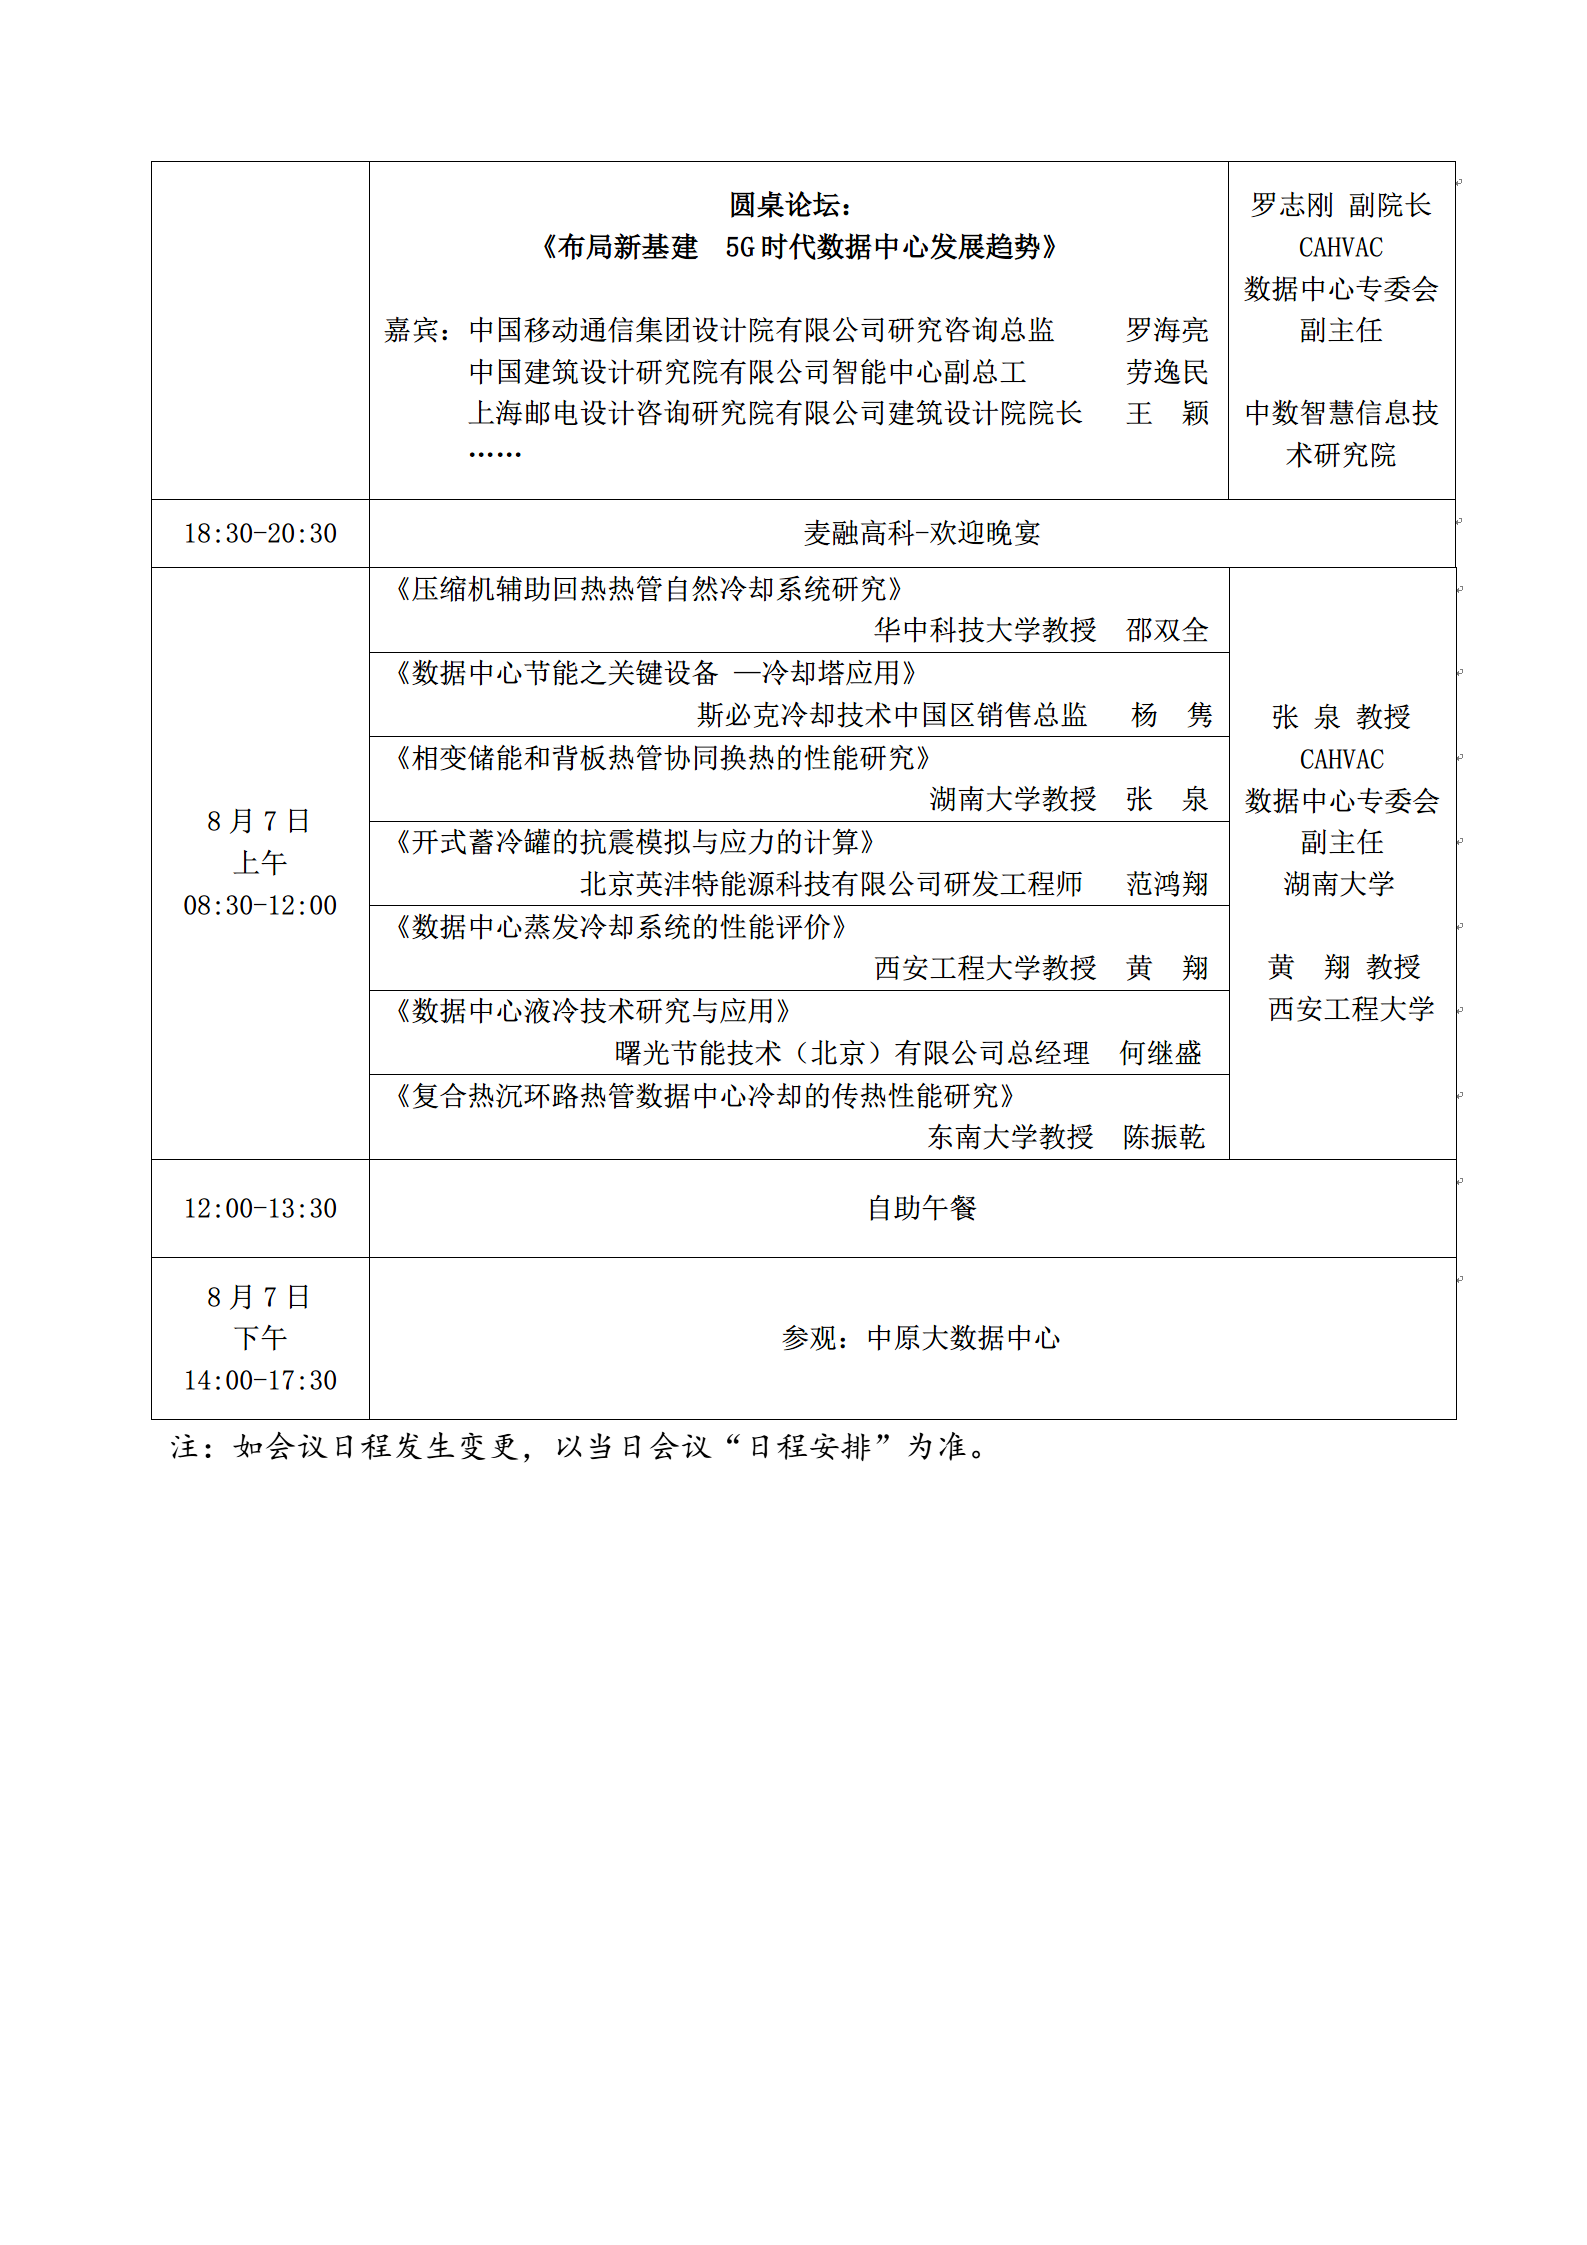 圆桌论坛：
《布局新基建  5G时代数据中心发展趋势》
嘉宾：中国移动通信集团设计院有限公司研究咨询总监  罗海亮
中国建筑设计研究院有限公司智能中心副总工  劳逸民
上海邮电设计咨询研究院有限公司建筑设计院院长  王  颖
……
罗志刚 副院长
CAHVAC
数据中心专委会
副主任
中数智慧信息技
术研究院
18:30-20:30
麦融高科-欢迎晚宴
8月7日
上午
08:30-12:00
《压缩机辅助回热热管自然冷却系统研究》
华中科技大学教授  邵双全
《数据中心节能之关键设备 —冷却塔应用》
斯必克冷却技术中国区销售总监  杨  隽
《相变储能和背板热管协同换热的性能研究》
湖南大学教授  张  泉
《开式蓄冷罐的抗震模拟与应力的计算》
北京英沣特能源科技有限公司研发工程师  范鸿翔
《数据中心蒸发冷却系统的性能评价》
西安工程大学教授  黄  翔
《数据中心液冷技术研究与应用》
曙光节能技术（北京）有限公司总经理  何继盛
《复合热沉环路热管数据中心冷却的传热性能研究》
东南大学教授  陈振乾
张 泉 教授
CAHVAC
数据中心专委会
副主任
湖南大学
黄  翔 教授
西安工程大学
12:00-13:30
自助午餐
8月7日
下午
14:00-17:30
参观：中原大数据中心
注：如会议日程发生变更，以当日会议“日程安排”为准。